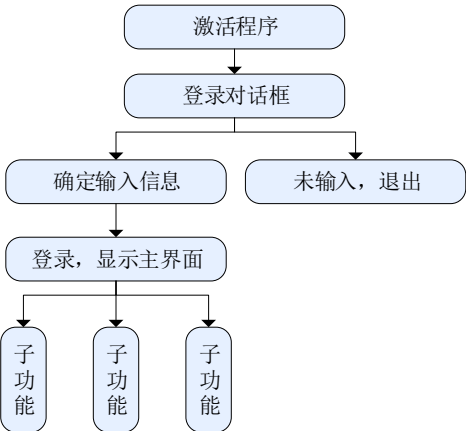 激活程序
登录对话框
确定输入信息
未输入，退出
登录，显示主界面
子功能
子功能
子功能